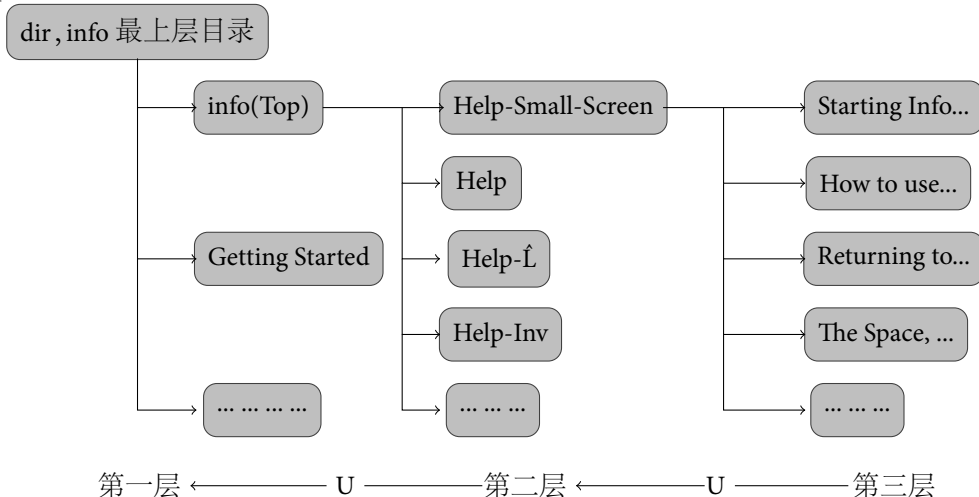 dir , info 最上层目录
info(Top)
Help-Small-Screen
Starting Info...
Help
How to use...
Getting Started
Help-L̂
Returning to...
Help-Inv
The Space, ...
... ... ... ...
... ... ...
... ... ...
第一层 U 第二层 U 第三层